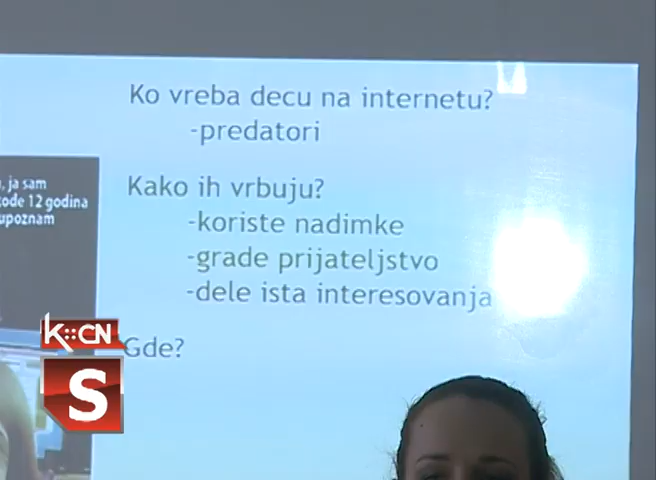 Ko vreba decu na internetu?
-predatori
Kako ih vrbuju?
-koriste nadimke
-grade prijateljstvo
-dele ista interesovanja
Gde?
, ja sam
ode 12 godina
upoznam
K::CN
S